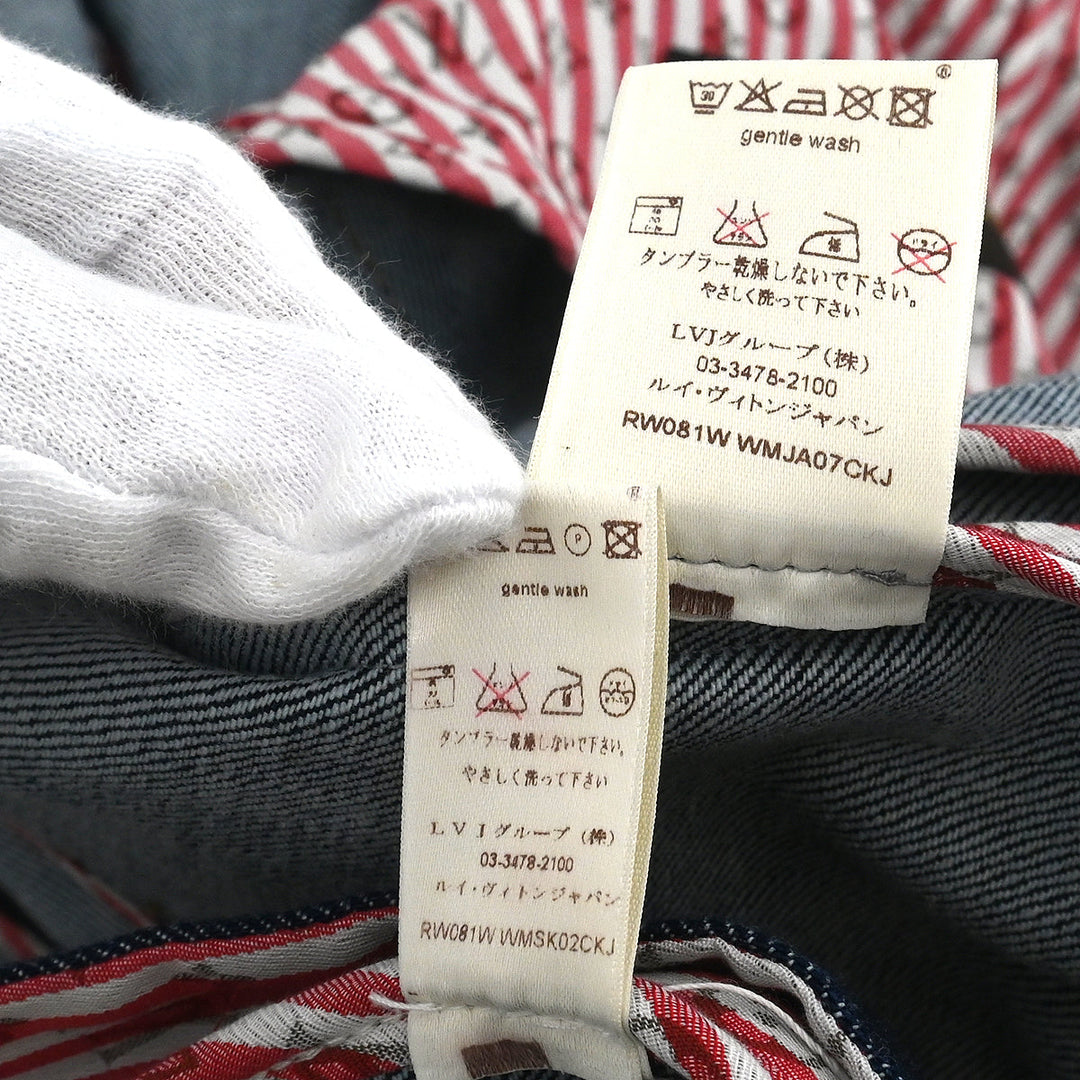 30
gentle wash
タンブラー乾燥しないで下さい。
やさしく洗って下さい
LVJグループ(株)
03-3478-2100
ルイ・ヴィトンジャパン
RW081W WMJA07CKJ
P
gentle wash
タンブラー乾燥しないで下さい。
やさしく洗って下さい
LVJグループ(株)
03-3478-2100
ルイ・ヴィトンジャパン
RW081W WMSK02CKJ